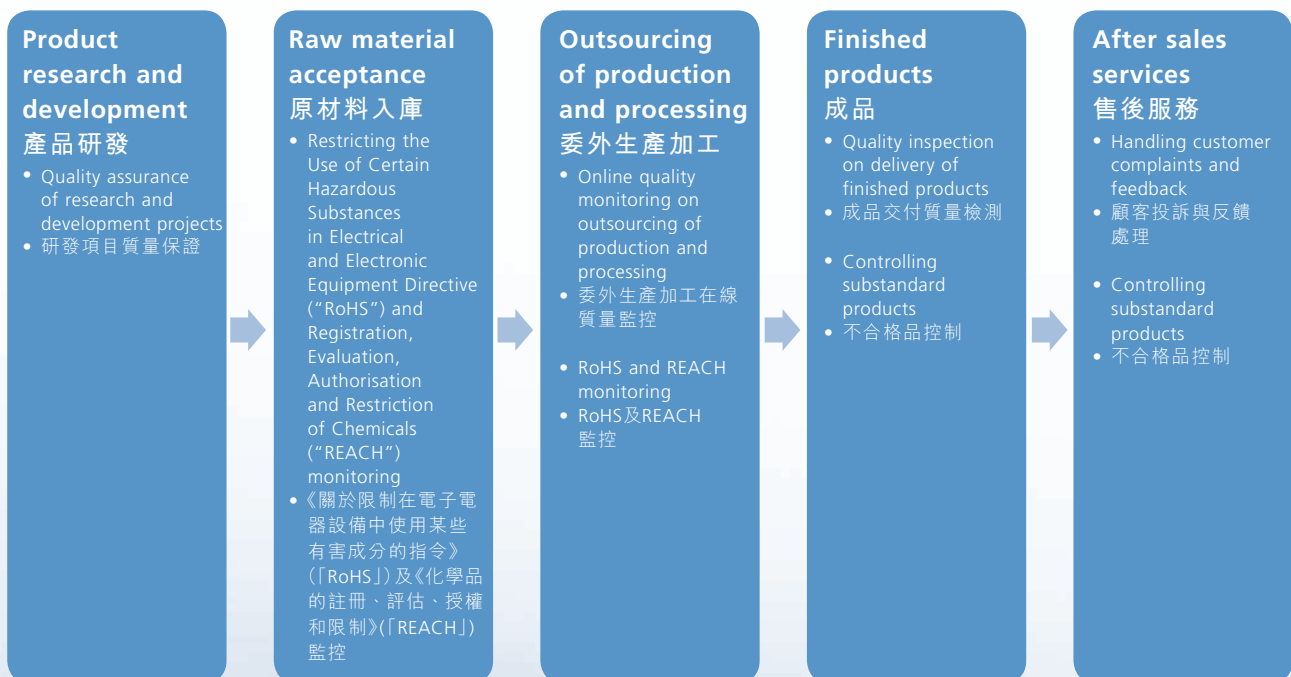 Product
research and
development
產品研發
• Quality assurance
of research and
development projects
• 研發項目質量保證
Raw material
acceptance
原材料入庫
• Restricting the
Use of Certain
Hazardous
Substances
in Electrical
and Electronic
Equipment Directive
(“RoHS”) and
Registration,
Evaluation,
Authorisation
and Restriction
of Chemicals
(“REACH”)
monitoring
•《關於限制在電子電
器設備中使用某些
有害成分的指令》
(「RoHS」)及《化學品
的註冊、評估、授權
和限制》(「REACH」)
監控
Outsourcing
of production
and processing
委外生產加工
• Online quality
monitoring on
outsourcing of
production and
processing
• 委外生產加工在線
質量監控
• RoHS and REACH
monitoring
• RoHS及REACH
監控
Finished
products
成品
• Quality inspection
on delivery of
finished products
• 成品交付質量檢測
• Controlling
substandard
products
• 不合格品控制
After sales
services
售後服務
• Handling customer
complaints and
feedback
• 顧客投訴與反饋
處理
• Controlling
substandard
products
• 不合格品控制